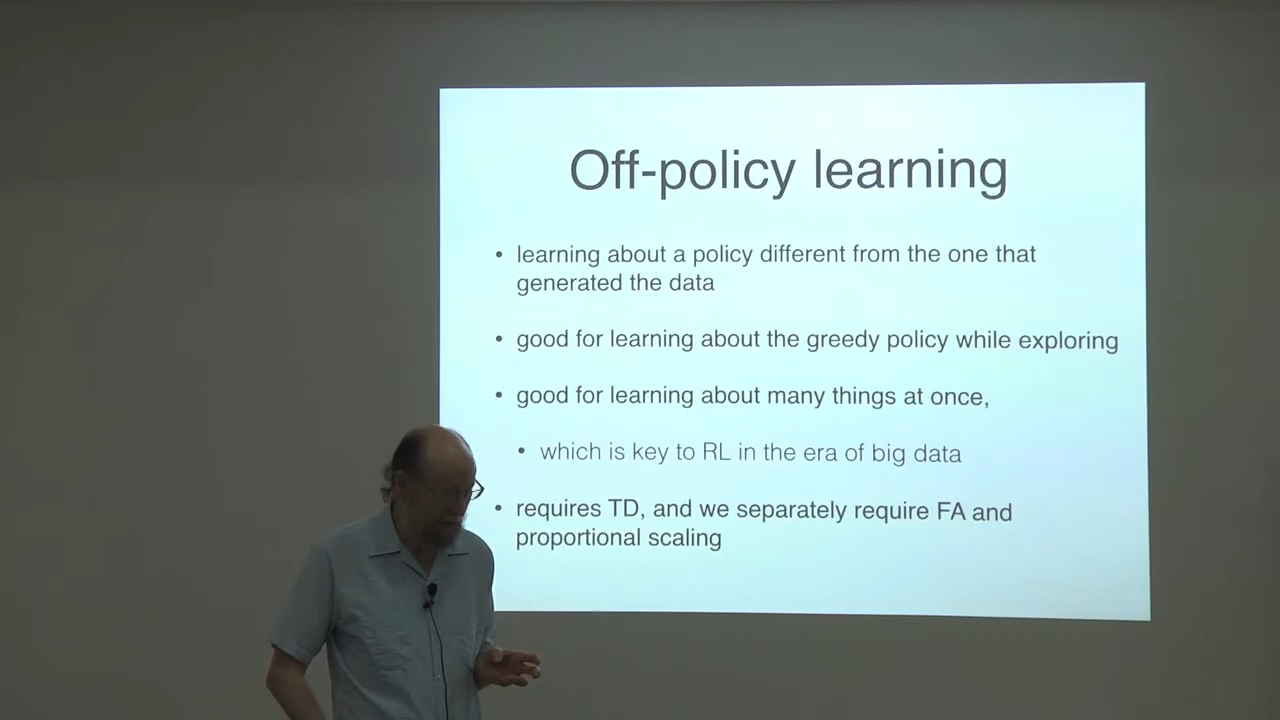 Off-policy learning
• learning about a policy different from the one that
generated the data
• good for learning about the greedy policy while exploring
• good for learning about many things at once,
• which is key to RL in the era of big data
• requires TD, and we separately require FA and
proportional scaling